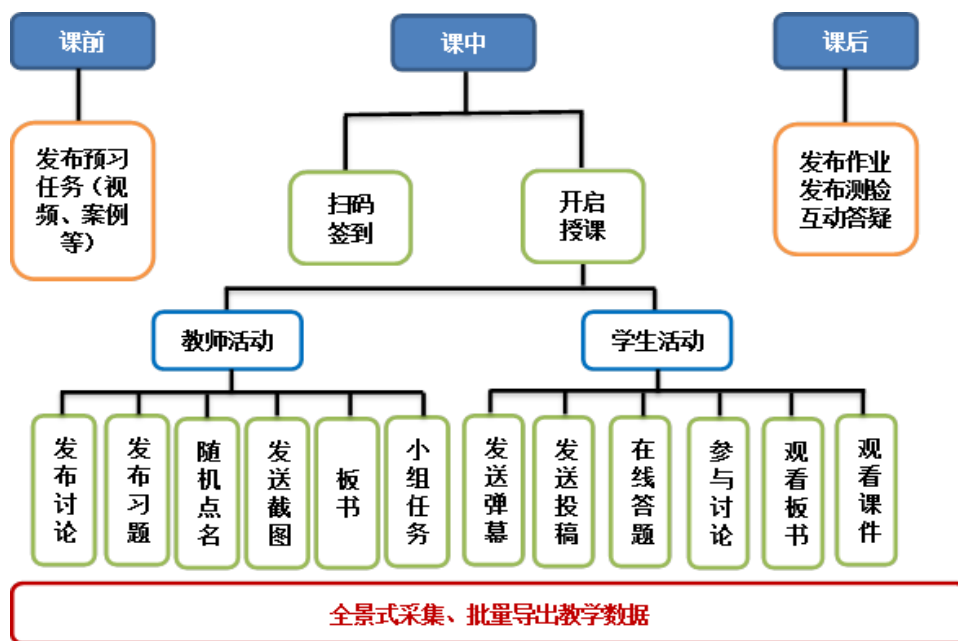 课前
课中
课后
发布预习
任务（视
频、案例
等）
扫码
签到
开启
授课
发布作业
发布测验
互动答疑
教师活动
学生活动
发布讨论
发布习题
随机点名
发送截图
板书
小组任务
发送弹幕
发送投稿
在线答题
参与讨论
观看板书
观看课件
全景式采集、批量导出教学数据